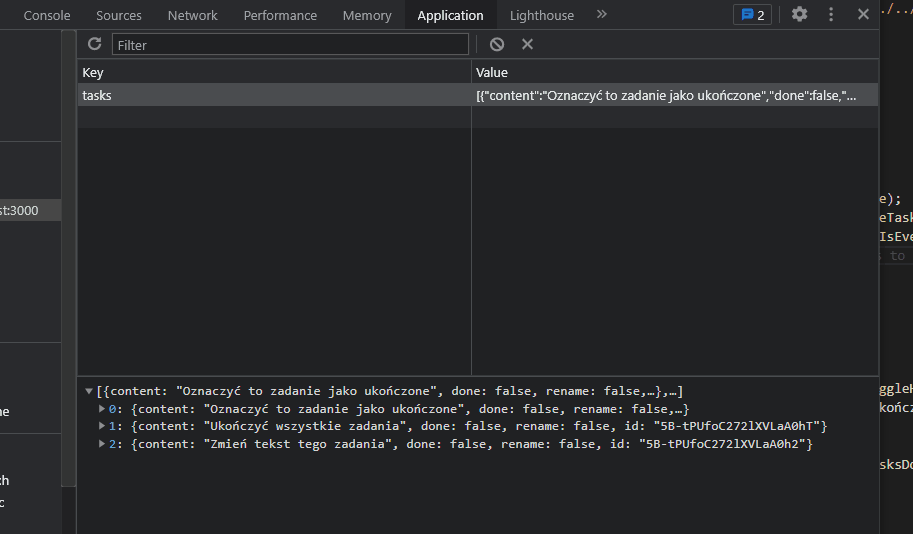 Console Sources Network Performance Memory Application Lighthouse » 2
./../
Filter
Key Value
tasks [{"content":"Oznaczyć to zadanie jako ukończone","done":false,"...
st:3000
e);
eTask
IsEve
to
[{content: "Oznaczyć to zadanie jako ukończone", done: false, rename: false,…},…]
0: {content: "Oznaczyć to zadanie jako ukończone", done: false, rename: false,…}
1: {content: "Ukończyć wszystkie zadania", done: false, rename: false, id: "5B-tPUfoC272lXVLaA0hT"}
2: {content: "Zmień tekst tego zadania", done: false, rename: false, id: "5B-tPUfoC272lXVLaA0h2"}
ggleH
kończ
ne
sksDo
ch
c